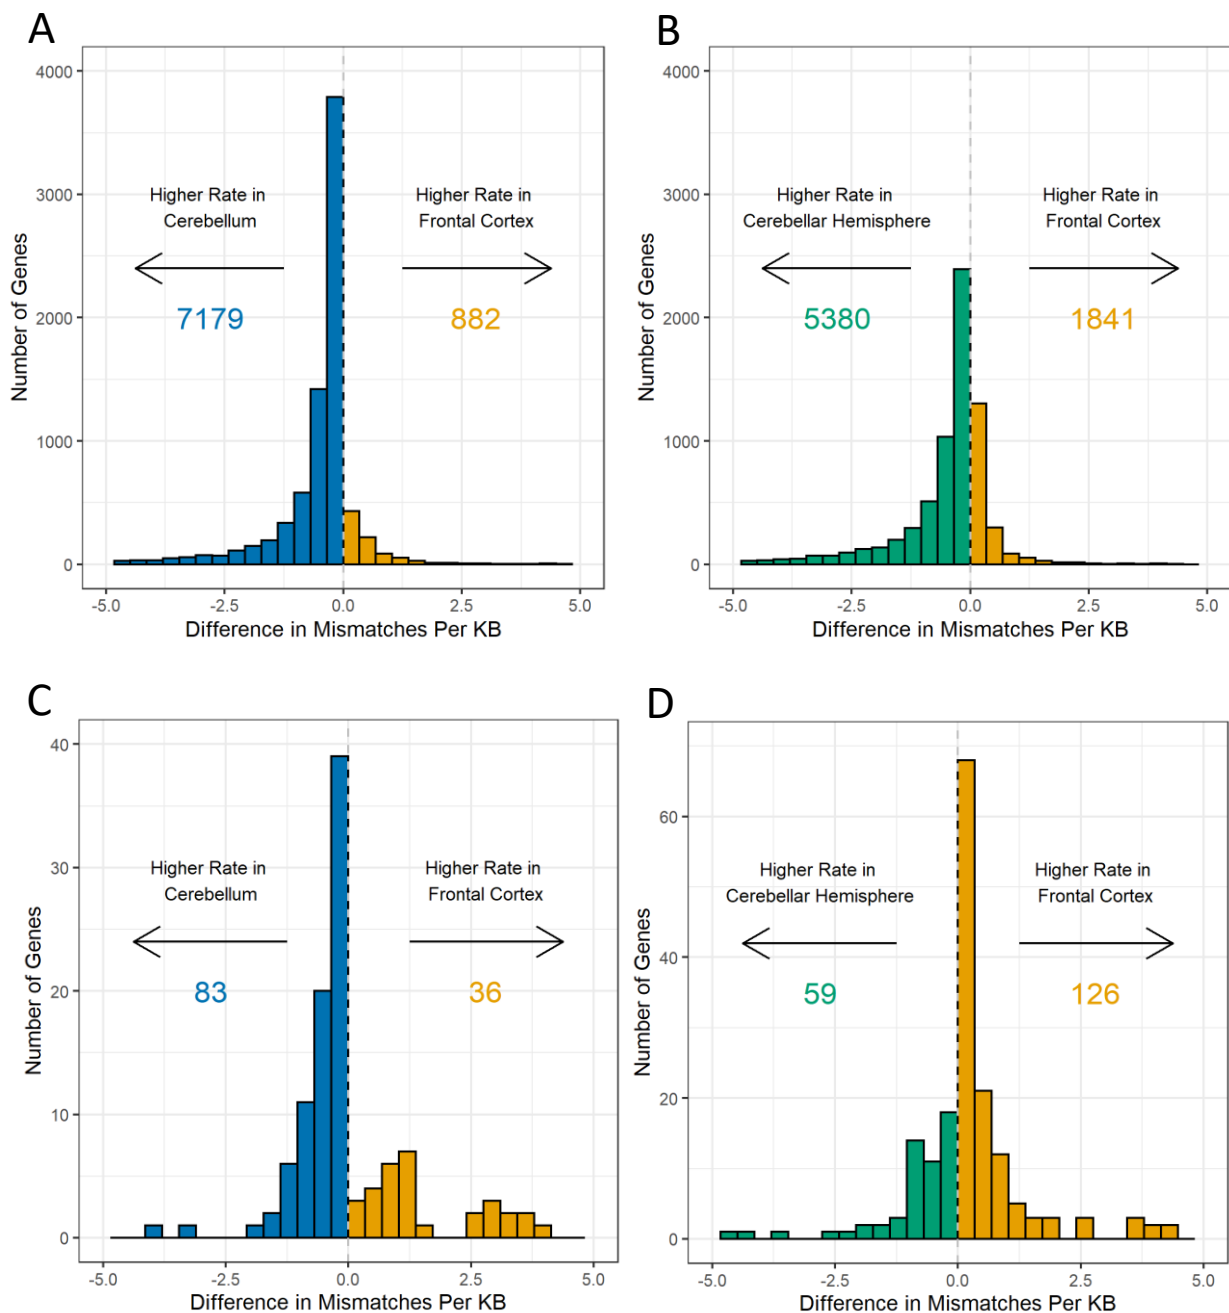 A
4000
3000
2000
1000
0
Number of Genes
Higher Rate in
Cerebellum
7179
Higher Rate in
Frontal Cortex
882
-5.0
-2.5
0.0
2.5
5.0
Difference in Mismatches Per KB
B
4000
3000
2000
1000
0
Number of Genes
Higher Rate in
Cerebellar Hemisphere
5380
Higher Rate in
Frontal Cortex
1841
-5.0
-2.5
0.0
2.5
5.0
Difference in Mismatches Per KB
C
40
30
20
10
0
Number of Genes
Higher Rate in
Cerebellum
83
Higher Rate in
Frontal Cortex
36
-5.0
-2.5
0.0
2.5
5.0
Difference in Mismatches Per KB
D
60
40
20
0
Number of Genes
Higher Rate in
Cerebellar Hemisphere
59
Higher Rate in
Frontal Cortex
126
-5.0
-2.5
0.0
2.5
5.0
Difference in Mismatches Per KB